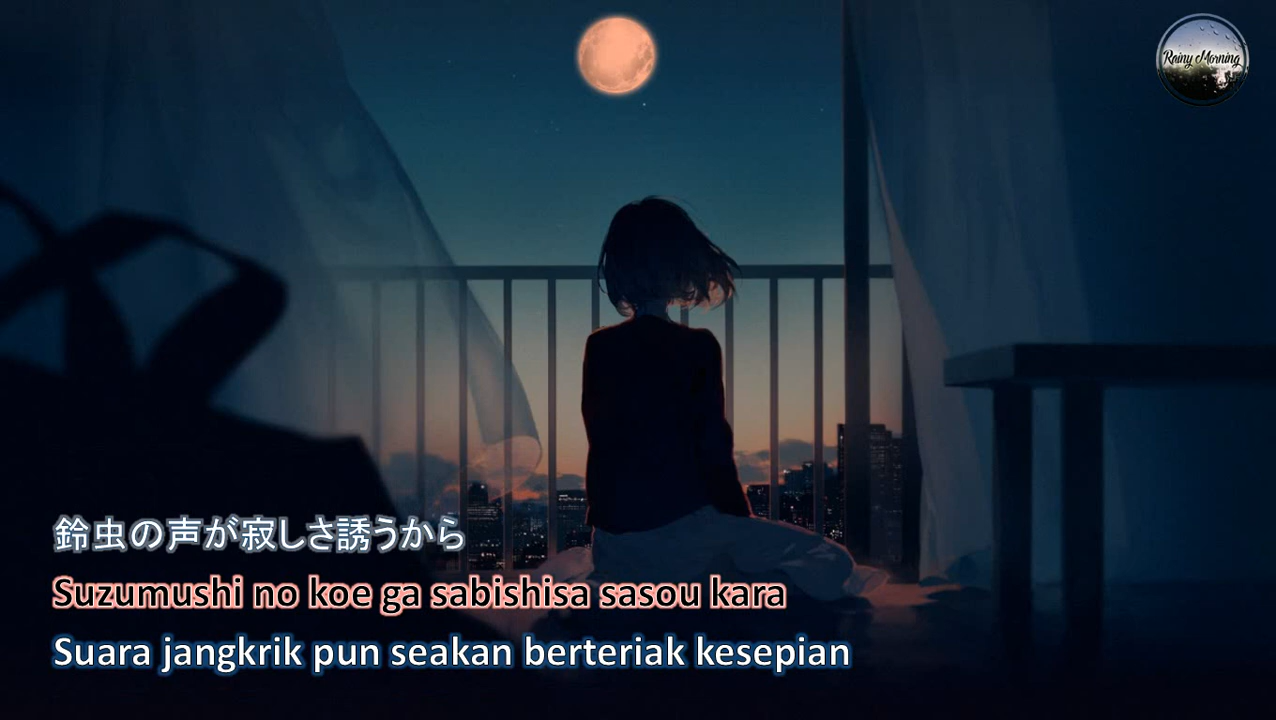 Rainy Morning
鈴虫の声が寂しさ誘うから
Suzumushi no koe ga sabishisa sasou kara
Suara jangkrik pun seakan berteriak kesepian